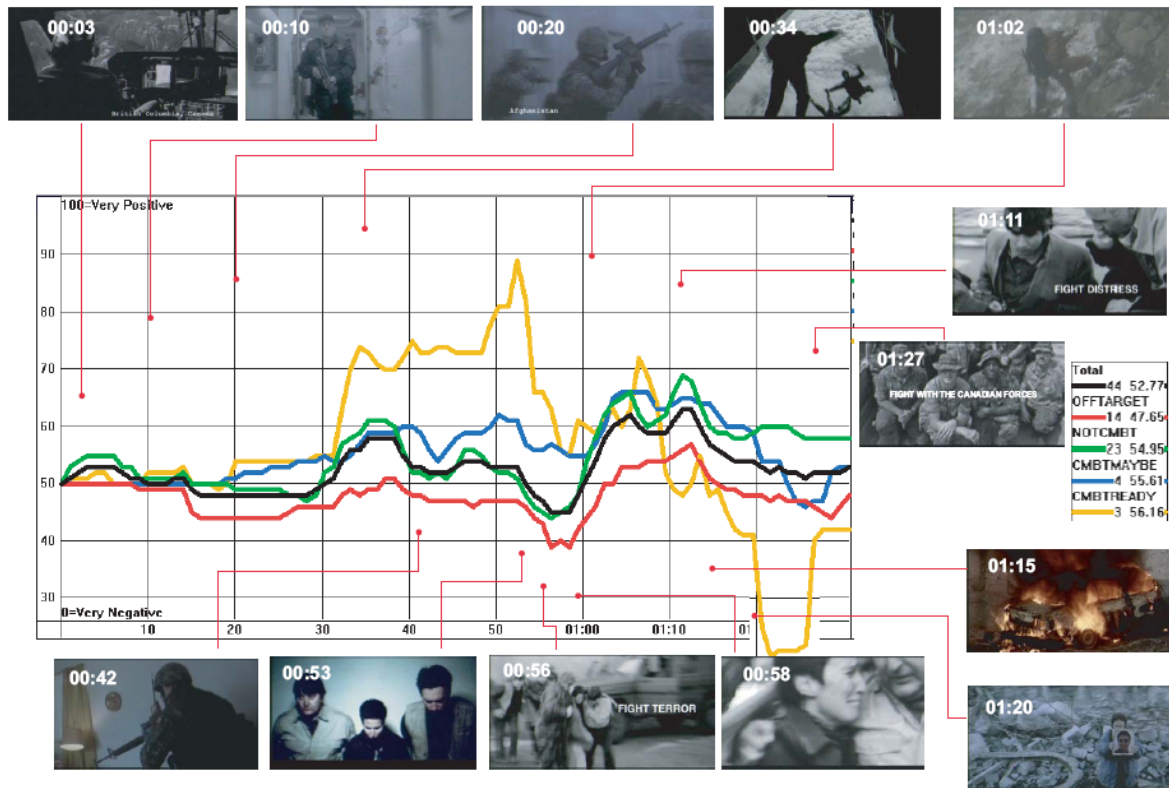 00:03
British Columbia, Canada
00:10
00:20
Afghanistan
00:34
01:02
100=Very Positive
90
80
70
60
50
40
30
0=Very Negative
10
20
30
40
50
01:00
01:10
01
01:11
FIGHT DISTRESS
01:27
FIGHT WITH THE CANADIAN FORCES
Total
44 52.77
OFFTARGET
14 47.65
NOTCMBT
23 54.95
CMBTMAYBE
4 55.61
CMBTREADY
3 56.16
01:15
01:20
00:42
00:53
00:56
FIGHT TERROR
00:58